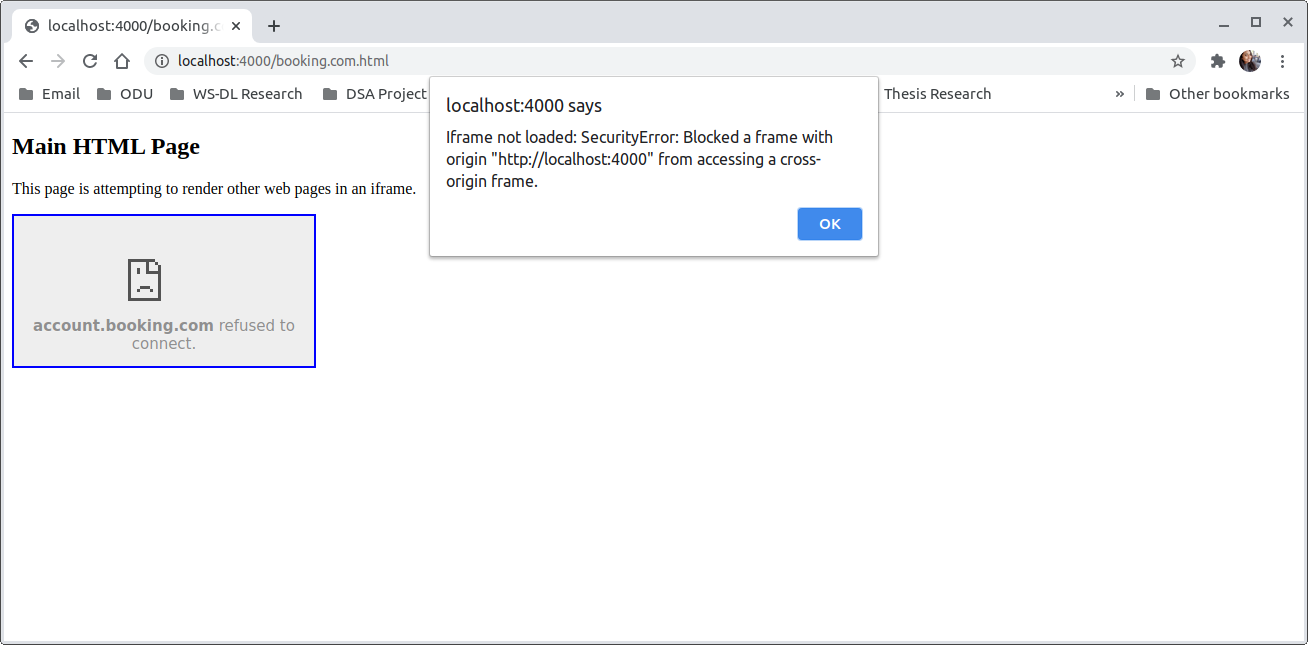 localhost:4000/booking.c
localhost:4000/booking.com.html
Email ODU WS-DL Research DSA Project Thesis Research » Other bookmarks
localhost:4000 says
Iframe not loaded: SecurityError: Blocked a frame with
origin "http://localhost:4000" from accessing a cross-
origin frame.
OK
Main HTML Page
This page is attempting to render other web pages in an iframe.
account.booking.com refused to
connect.